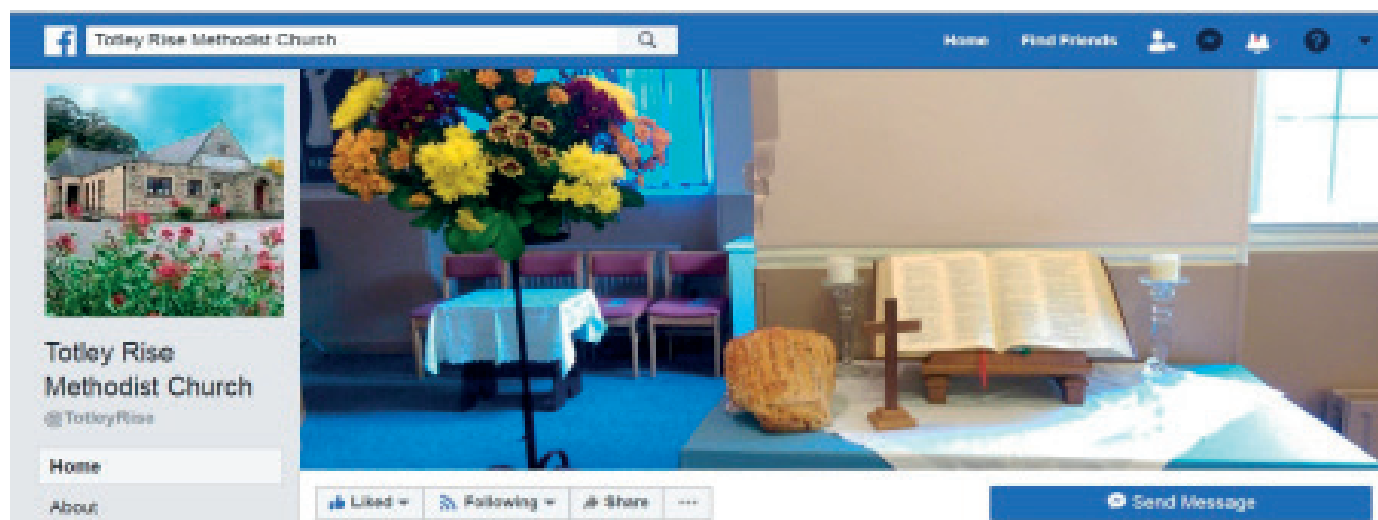 Totley Rise Methodist Church
Home Find Friends
Totley Rise
Methodist Church
@TotleyRise
Home
About
Liked Following Share ...
Send Message